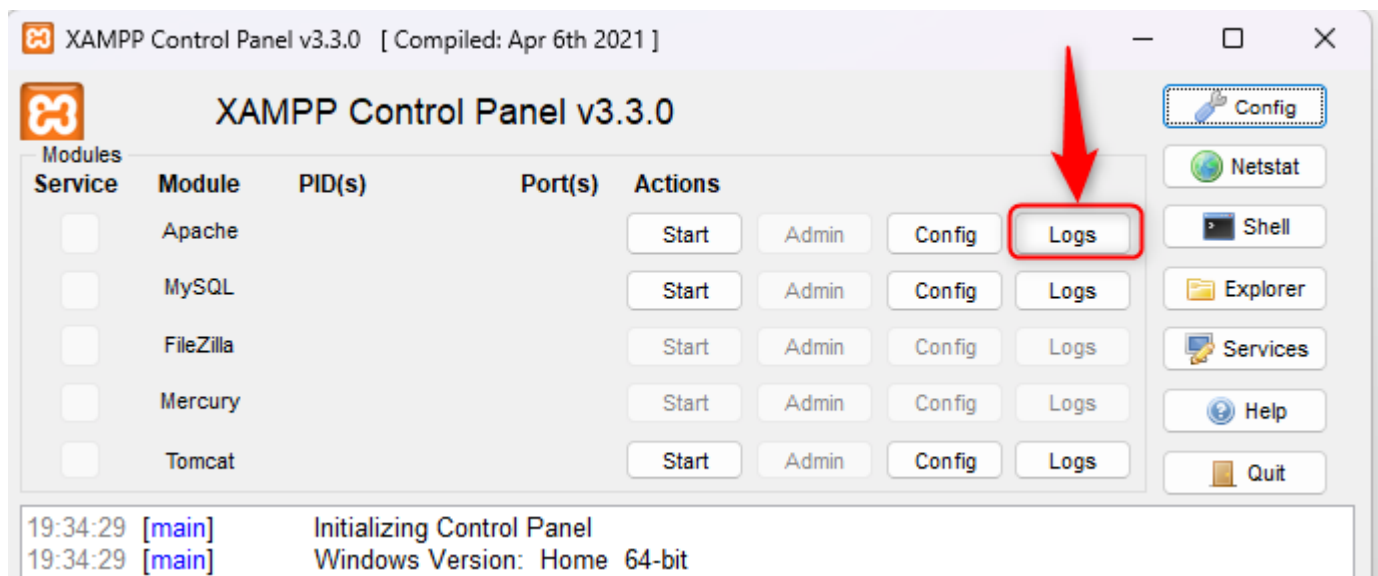 XAMPP Control Panel v3.3.0 [ Compiled: Apr 6th 2021 ]
XAMPP Control Panel v3.3.0
Config
Modules
Netstat
Service Module PID(s) Port(s) Actions
Apache Start Admin Config Logs
Shell
MySQL Start Admin Config Logs
Explorer
FileZilla Start Admin Config Logs
Services
Mercury Start Admin Config Logs
Help
Tomcat Start Admin Config Logs
Quit
19:34:29 [main] Initializing Control Panel
19:34:29 [main] Windows Version: Home 64-bit